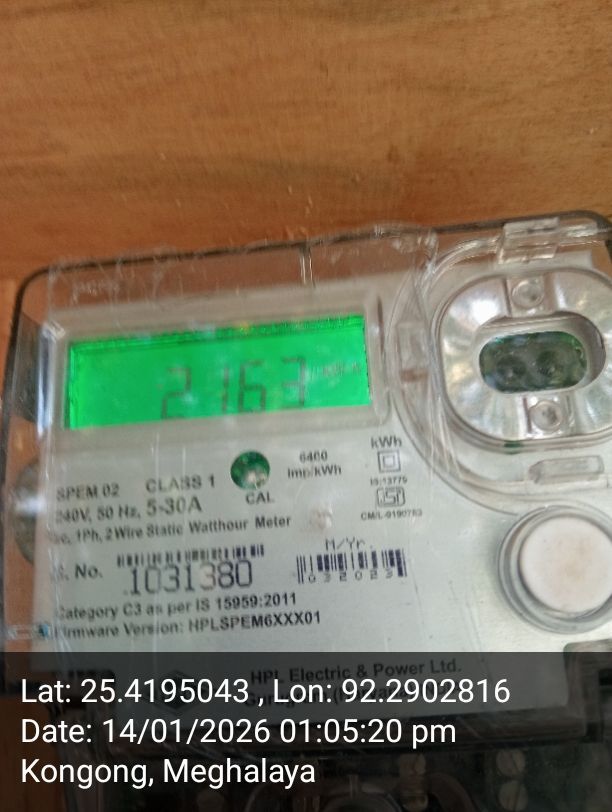 2163
kWh
6400
imp/kWh
SPEM 02 CLASS 1
CAL
IS:13779
240V, 50 Hz, 5-30A
CM/L-9190753
1Ph, 2 Wire Static Watthour Meter
M/Yr.
S. No. 1031380
032023
Category C3 as per IS 15959:2011
Firmware Version: HPLSPEM6XXX01
HPL Electric & Power Ltd.
Lat: 25.4195043 , Lon: 92.2902816
Date: 14/01/2026 01:05:20 pm
Kongong, Meghalaya